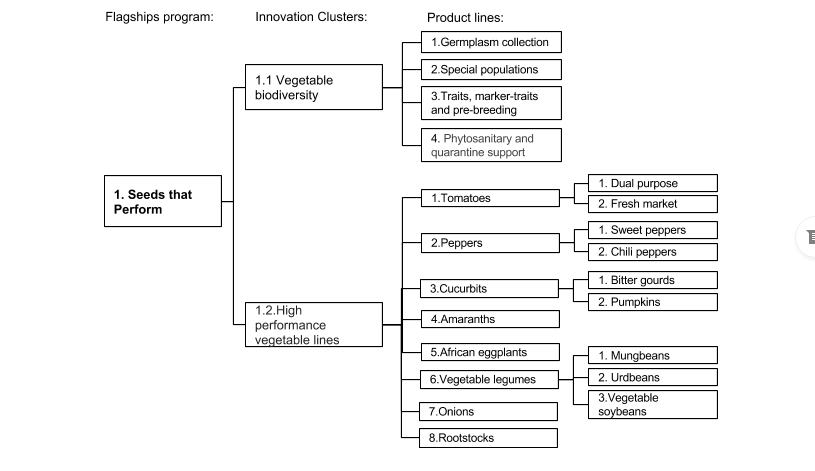 Flagships program:
Innovation Clusters:
Product lines:
1. Seeds that
Perform
1.1 Vegetable
biodiversity
1.Germplasm collection
2.Special populations
3.Traits, marker-traits
and pre-breeding
4. Phytosanitary and
quarantine support
1.2.High
performance
vegetable lines
1.Tomatoes
1. Dual purpose
2. Fresh market
2.Peppers
1. Sweet peppers
2. Chili peppers
3.Cucurbits
1. Bitter gourds
2. Pumpkins
4.Amaranths
5.African eggplants
6.Vegetable legumes
1. Mungbeans
2. Urdbeans
3.Vegetable
soybeans
7.Onions
8.Rootstocks